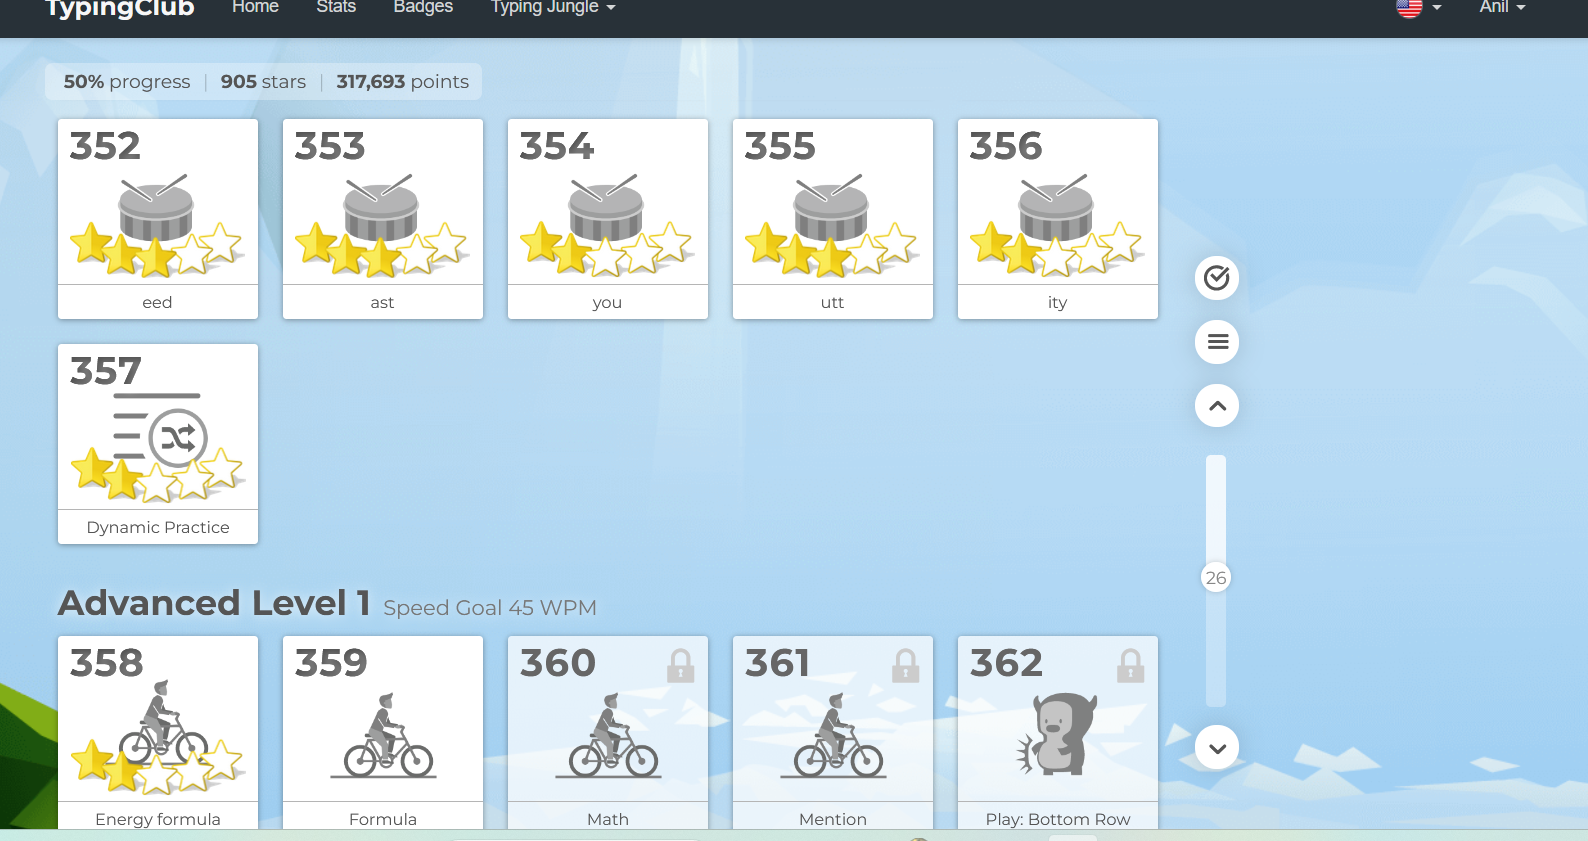 TypingClub Home Stats Badges Typing Jungle Anil
50% progress | 905 stars | 317,693 points
352 353 354 355 356
eed ast you utt ity
357
Dynamic Practice
26
Advanced Level 1 Speed Goal 45 WPM
358 359 360 361 362
Energy formula Formula Math Mention Play: Bottom Row